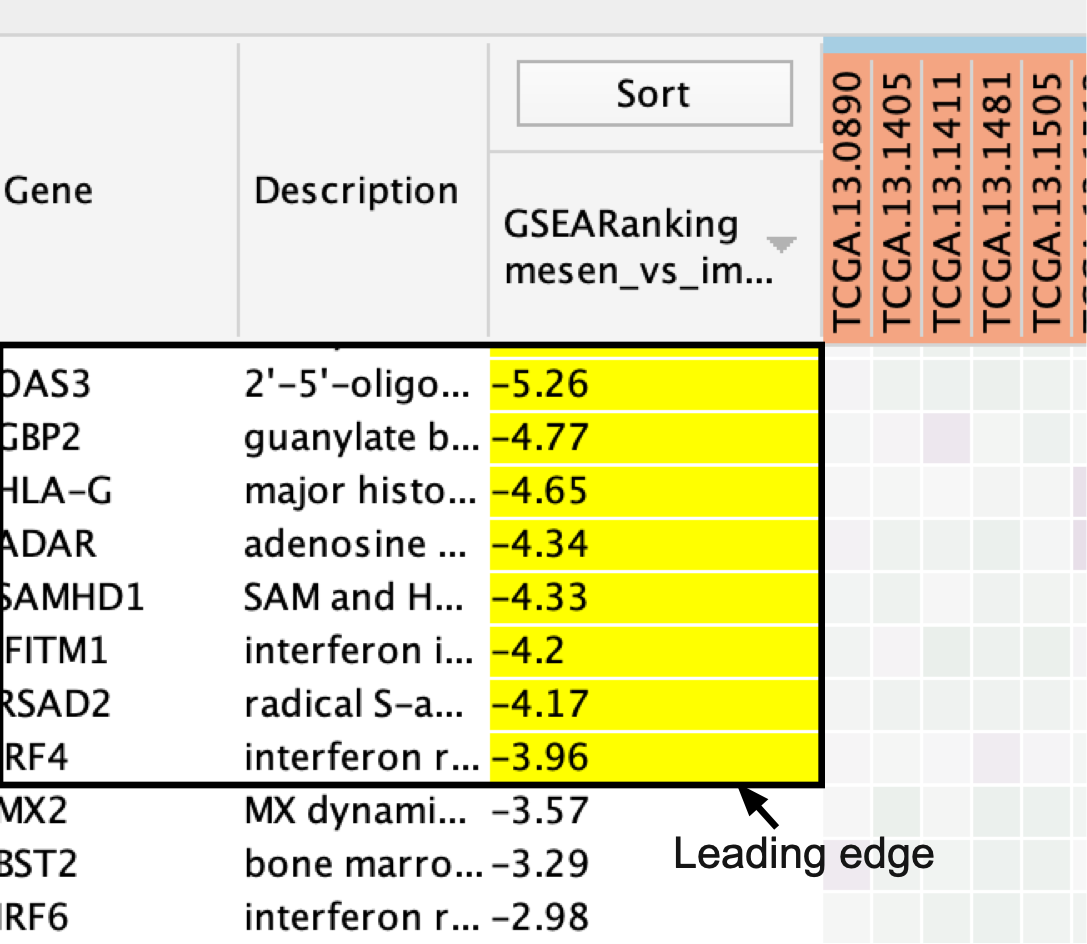 Sort
Gene
Description
GSEARanking
mesen_vs_im...
TCGA.13.0890
TCGA.13.1405
TCGA.13.1411
TCGA.13.1481
TCGA.13.1505
OAS3 2'-5'-oligo... -5.26
GBP2 guanylate b... -4.77
HLA-G major histo... -4.65
ADAR adenosine ... -4.34
SAMHD1 SAM and H... -4.33
FITM1 interferon i... -4.2
RSAD2 radical S-a... -4.17
RF4 interferon r... -3.96
MX2 MX dynami... -3.57
BST2 bone marro... -3.29
IRF6 interferon r... -2.98
Leading edge